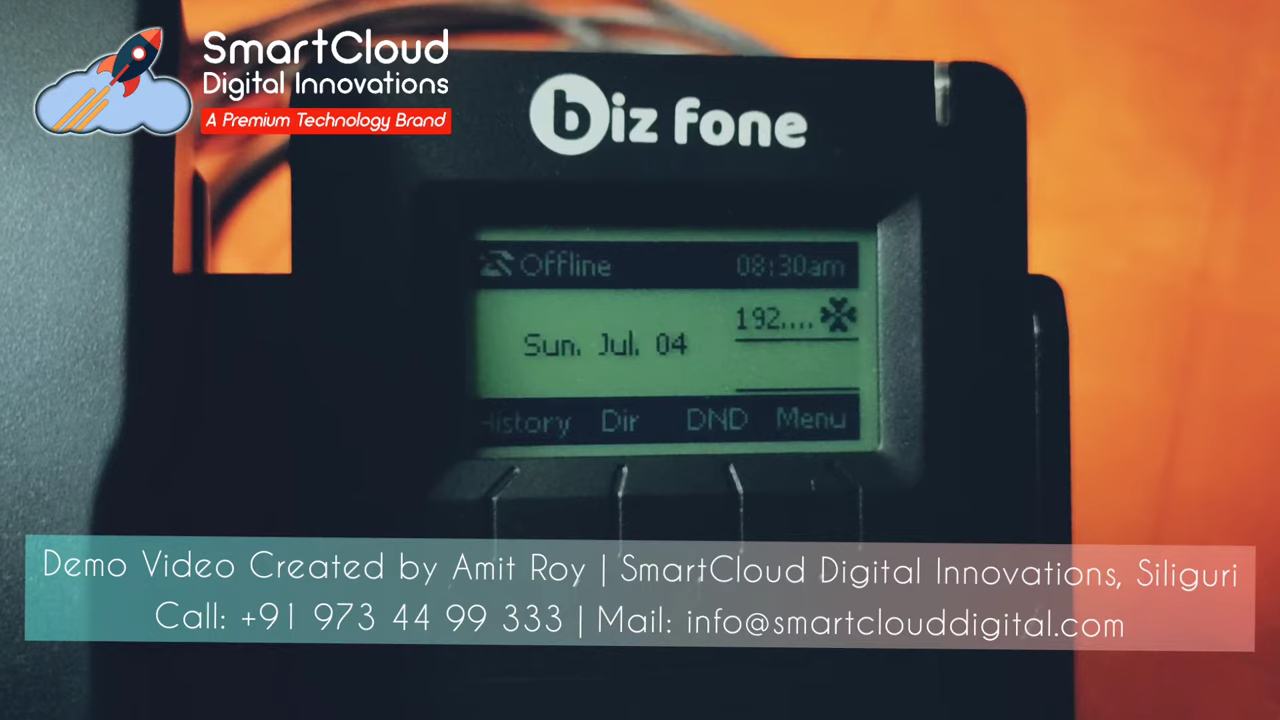 SmartCloud
Digital Innovations
A Premium Technology Brand
biz fone
Offline 08:30am
192....
Sun. Jul. 04
History Dir DND Menu
Demo Video Created by Amit Roy | SmartCloud Digital Innovations, Siliguri
Call: +91 973 44 99 333 | Mail: info@smartclouddigital.com